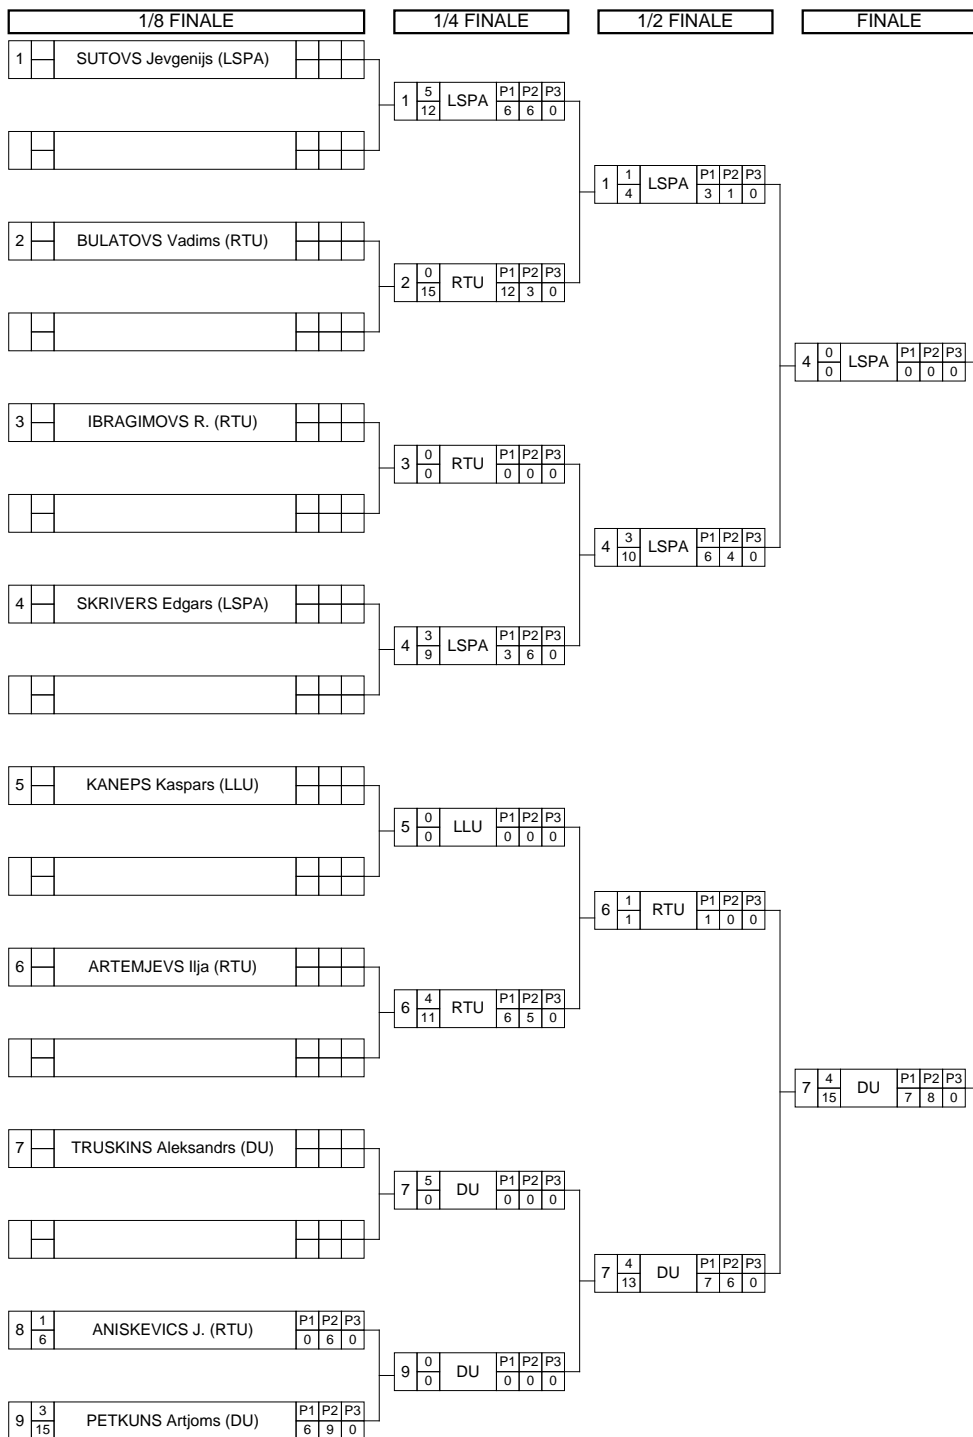 1/8 FINALE 1/4 FINALE 1/2 FINALE FINALE
1 SUTOVS Jevgenijs (LSPA)
1 5 12 LSPA P1 P2 P3 6 6 0
1 1 4 LSPA P1 P2 P3 3 1 0
2 BULATOVS Vadims (RTU)
2 0 15 RTU P1 P2 P3 12 3 0
4 0 0 LSPA P1 P2 P3 0 0 0
3 IBRAGIMOVS R. (RTU)
3 0 0 RTU P1 P2 P3 0 0 0
4 3 10 LSPA P1 P2 P3 6 4 0
4 SKRIVERS Edgars (LSPA)
4 3 9 LSPA P1 P2 P3 3 6 0
5 KANEPS Kaspars (LLU)
5 0 0 LLU P1 P2 P3 0 0 0
6 1 1 RTU P1 P2 P3 1 0 0
6 ARTEMJEVS Ilja (RTU)
6 4 11 RTU P1 P2 P3 6 5 0
7 4 15 DU P1 P2 P3 7 8 0
7 TRUSKINS Aleksandrs (DU)
7 5 0 DU P1 P2 P3 0 0 0
7 4 13 DU P1 P2 P3 7 6 0
8 1 6 ANISKEVICS J. (RTU) P1 P2 P3 0 6 0
9 0 0 DU P1 P2 P3 0 0 0
9 3 15 PETKUNS Artjoms (DU) P1 P2 P3 6 9 0